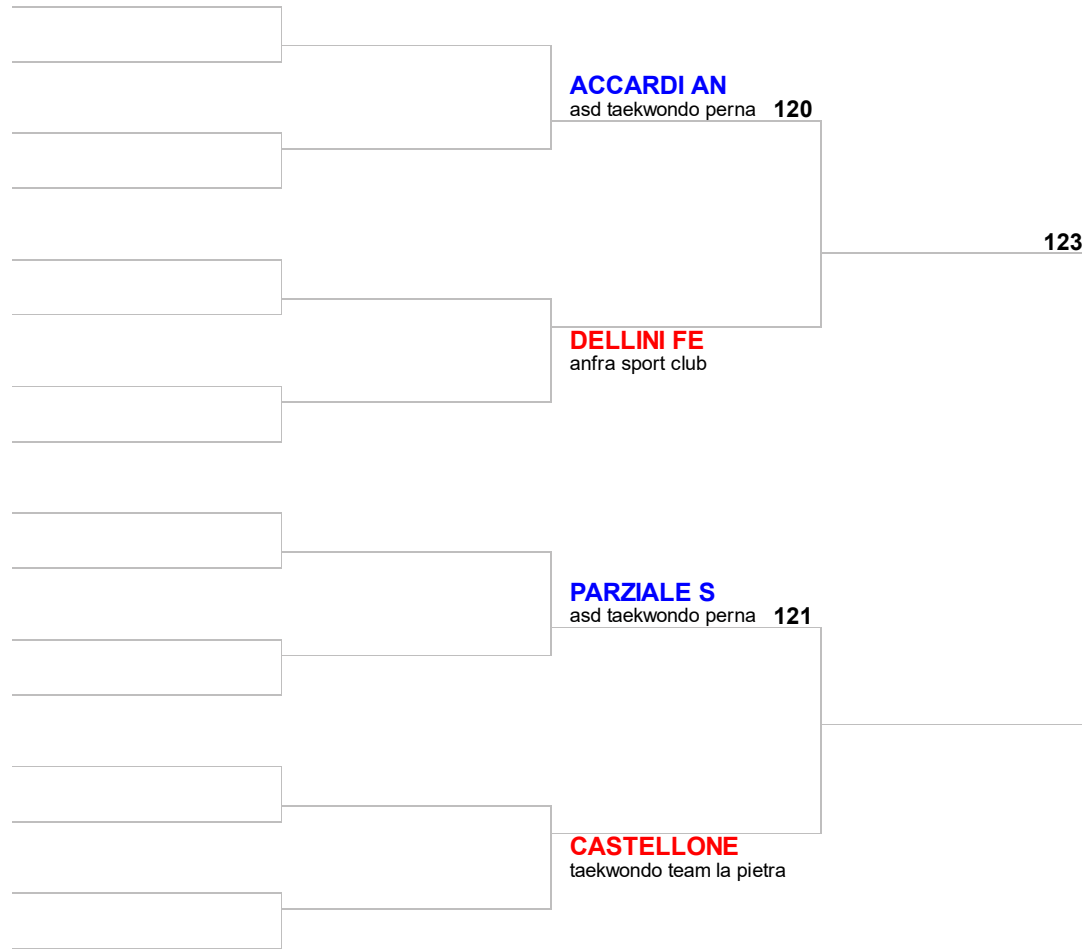 ACCARDI AN
asd taekwondo perna 120
123
DELLINI FE
anfra sport club
PARZIALE S
asd taekwondo perna 121
CASTELLONE
taekwondo team la pietra